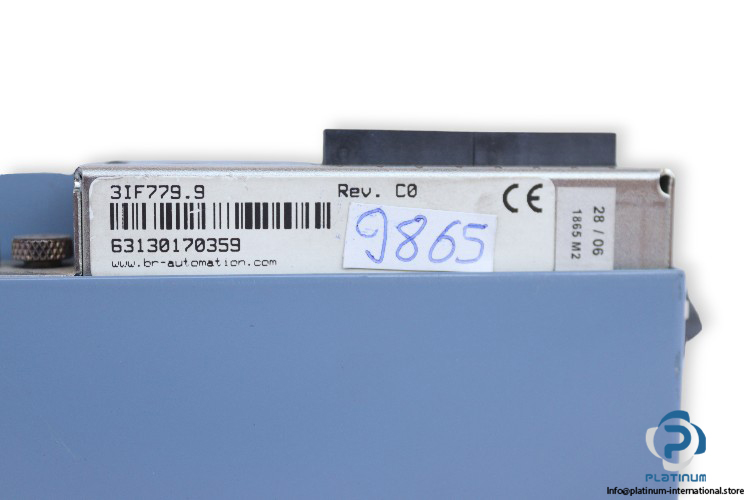 3IF779.9
Rev. C0
63130170359
www.br-automation.com
9865
28 / 06
1865 M2
CE
P
PLATINUM
Info@platinum-international.store